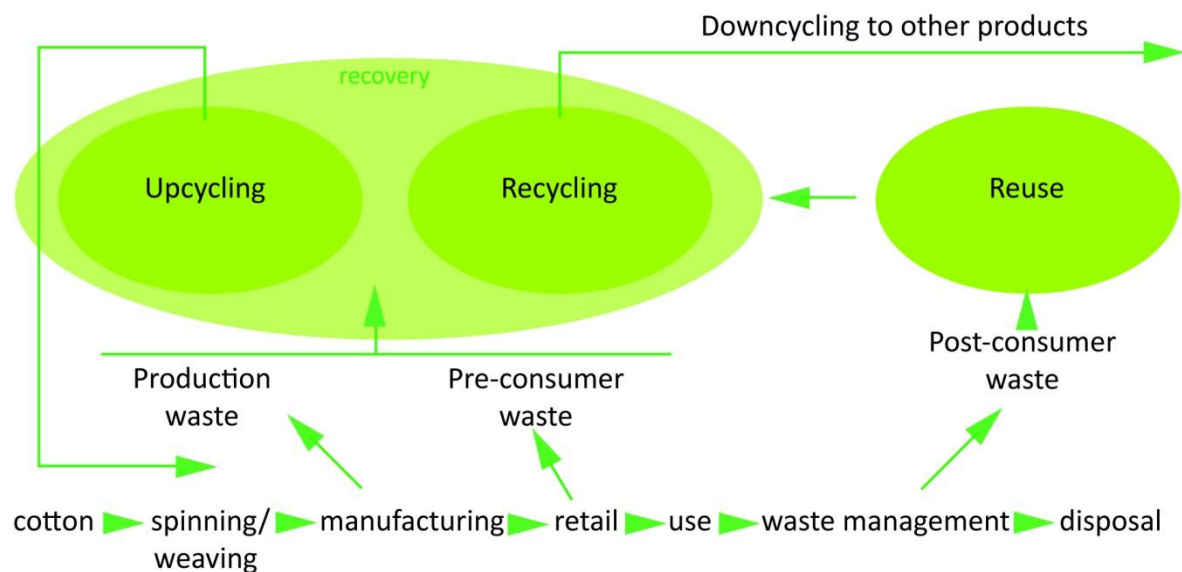 Downcycling to other products
recovery
Upcycling
Recycling
Reuse
Production
waste
Pre-consumer
waste
Post-consumer
waste
cotton
spinning/
weaving
manufacturing
retail
use
waste management
disposal